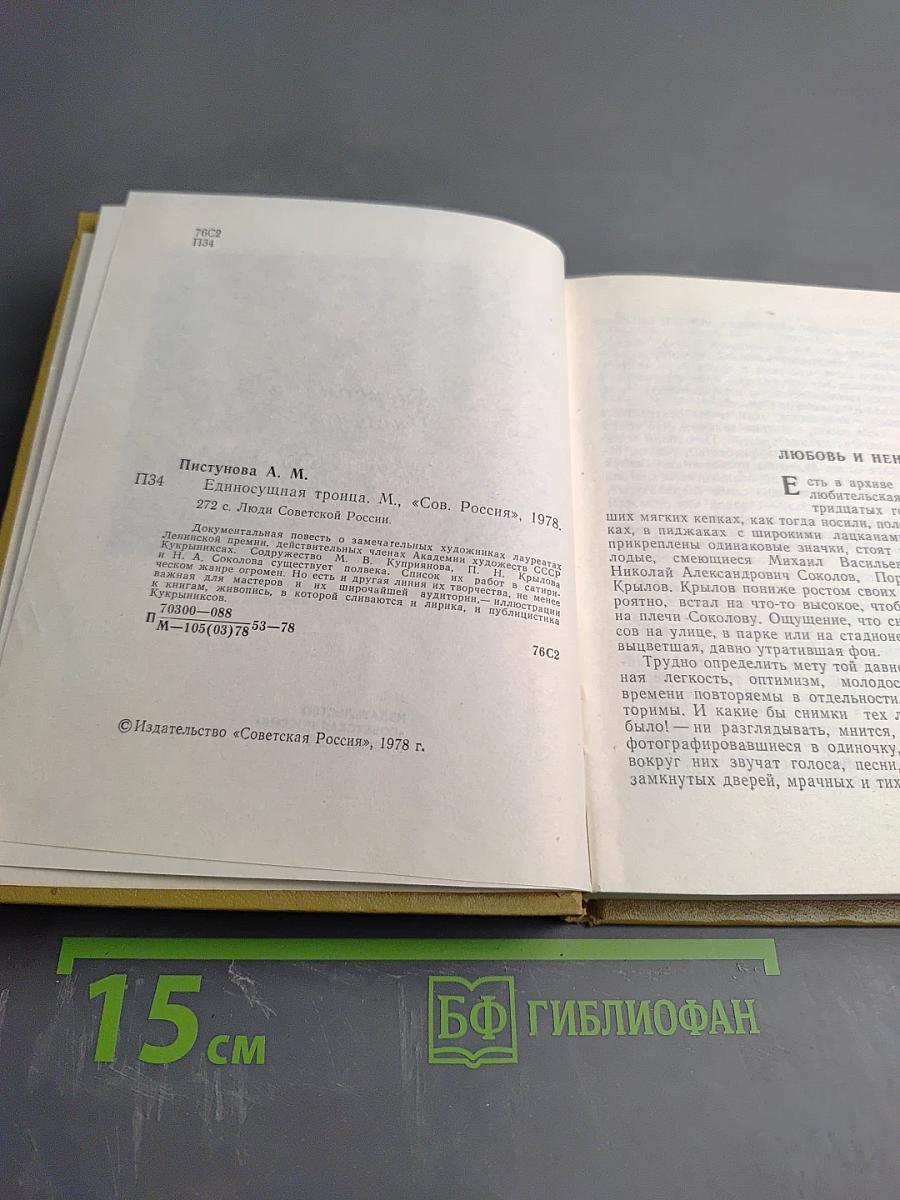 76С2
П34
Пистунова А. М.
П34
Единосущная троица. М., «Сов. Россия», 1978.
272 с. Люди Советской России.
Документальная повесть о замечательных художниках лауреатах
Ленинской премии, действительных членах Академии художеств СССР
Кукрыниксах. Содружество М. В. Куприянова, П. Н. Крылова
и Н. А. Соколова существует полвека. Список их работ в сатири-
ческом жанре огромен. Но есть и другая линия их творчества, не менее
важная для мастеров и их широчайшей аудитории,— иллюстрации
к книгам, живопись, в которой сливаются и лирика, и публицистика
Кукрыниксов.
П 70300—088
М—105(03)78 53—78
76С2
© Издательство «Советская Россия», 1978 г.
ЛЮБОВЬ И НЕН
Есть в архиве
любительская
тридцатых го
ших мягких кепках, как тогда носили, пол
ках, в пиджаках с широкими лацканам
прикреплены одинаковые значки, стоят
лодые, смеющиеся Михаил Васильев
Николай Александрович Соколов, Пор
Крылов. Крылов пониже ростом своих
роятно, встал на что-то высокое, чтоб
на плечи Соколову. Ощущение, что сн
сов на улице, в парке или на стадионе
выцветшая, давно утратившая фон.
Трудно определить мету той давно
ная легкость, оптимизм, молодос
времени повторяемы в отдельности
торимы. И какие бы снимки тех л
было! — ни разглядывать, мнится,
фотографировавшиеся в одиночку,
вокруг них звучат голоса, песни,
замкнутых дверей, мрачных и тих
15 см
БФ ГИБЛИОФАН